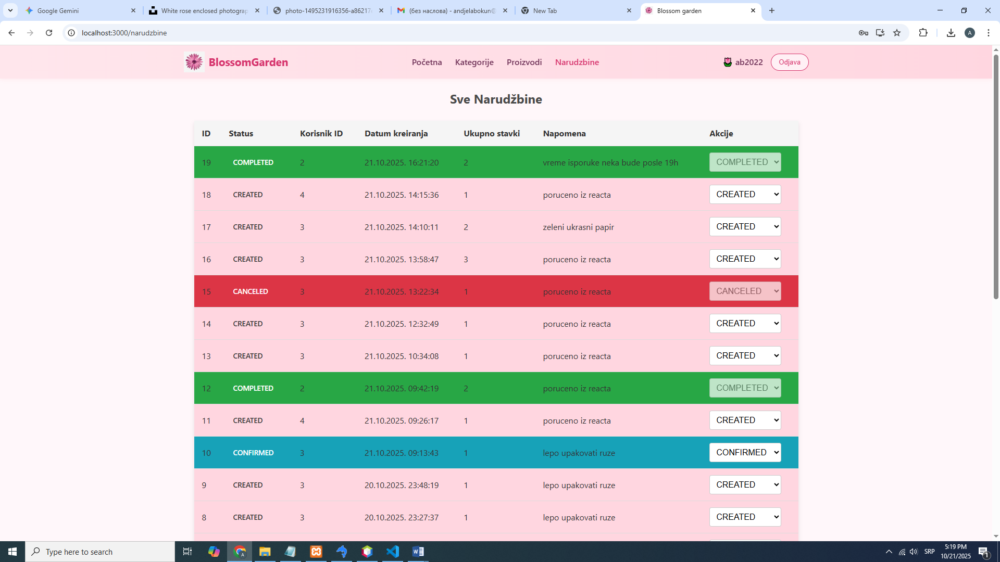 Google Gemini
White rose enclosed photograp
photo-1495231916356-a86217
(без наслова) - andjelabokun@
New Tab
Blossom garden
localhost:3000/narudzbine
A
BlossomGarden
Početna
Kategorije
Proizvodi
Narudzbine
ab2022
Odjava
Sve Narudžbine
ID Status Korisnik ID Datum kreiranja Ukupno stavki Napomena Akcije
19 COMPLETED 2 21.10.2025. 16:21:20 2 vreme isporuke neka bude posle 19h COMPLETED
18 CREATED 4 21.10.2025. 14:15:36 1 poruceno iz reacta CREATED
17 CREATED 3 21.10.2025. 14:10:11 2 zeleni ukrasni papir CREATED
16 CREATED 3 21.10.2025. 13:58:47 3 poruceno iz reacta CREATED
15 CANCELED 3 21.10.2025. 13:22:34 1 poruceno iz reacta CANCELED
14 CREATED 3 21.10.2025. 12:32:49 1 poruceno iz reacta CREATED
13 CREATED 3 21.10.2025. 10:34:08 1 poruceno iz reacta CREATED
12 COMPLETED 2 21.10.2025. 09:42:19 2 poruceno iz reacta COMPLETED
11 CREATED 4 21.10.2025. 09:26:17 1 poruceno iz reacta CREATED
10 CONFIRMED 3 21.10.2025. 09:13:43 1 lepo upakovati ruze CONFIRMED
9 CREATED 3 20.10.2025. 23:48:19 1 lepo upakovati ruze CREATED
8 CREATED 3 20.10.2025. 23:27:37 1 lepo upakovati ruze CREATED
Type here to search
SRP
5:19 PM
10/21/2025
1